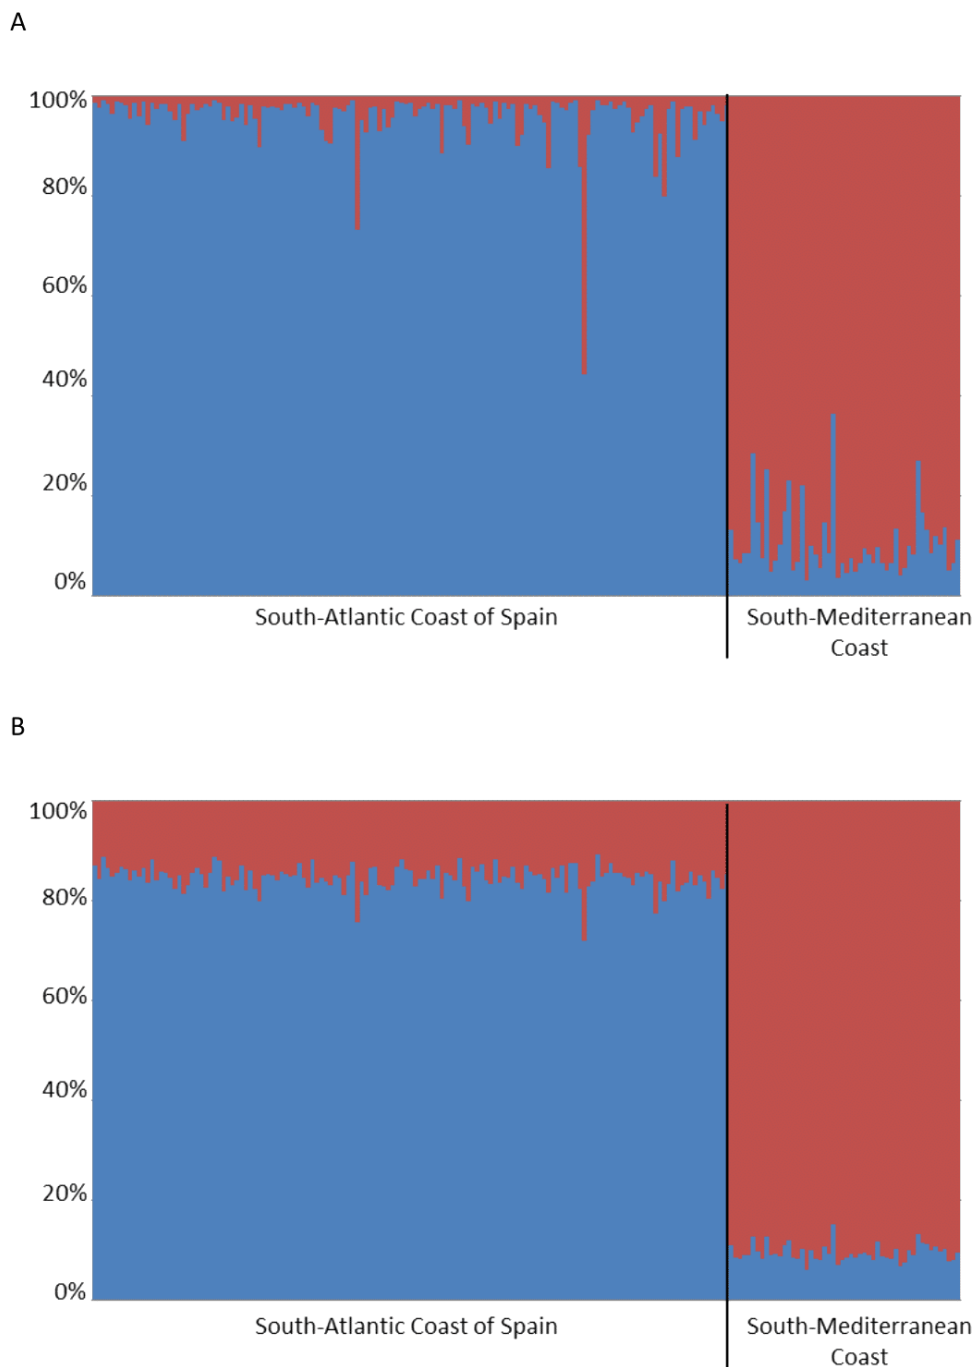 A
100%
80%
60%
40%
20%
0%
South-Atlantic Coast of Spain
South-Mediterranean
Coast
B
100%
80%
60%
40%
20%
0%
South-Atlantic Coast of Spain
South-Mediterranean
Coast